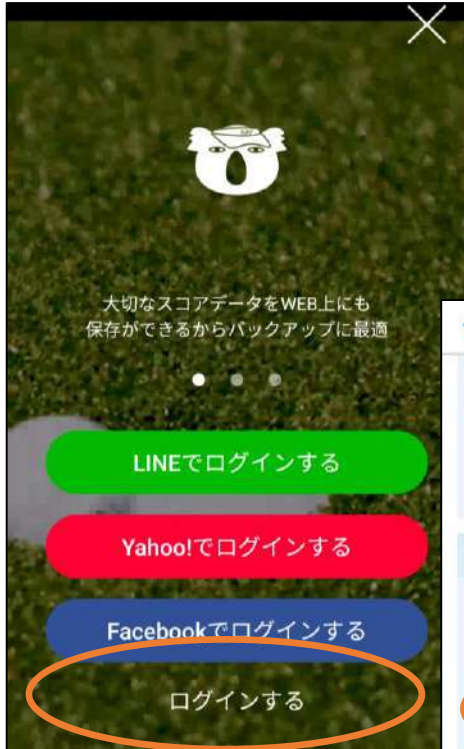 大切なスコアデータをWEB上にも
保存ができるからバックアップに最適
LINEでログインする
Yahoo!でログインする
Facebookでログインする
ログインする